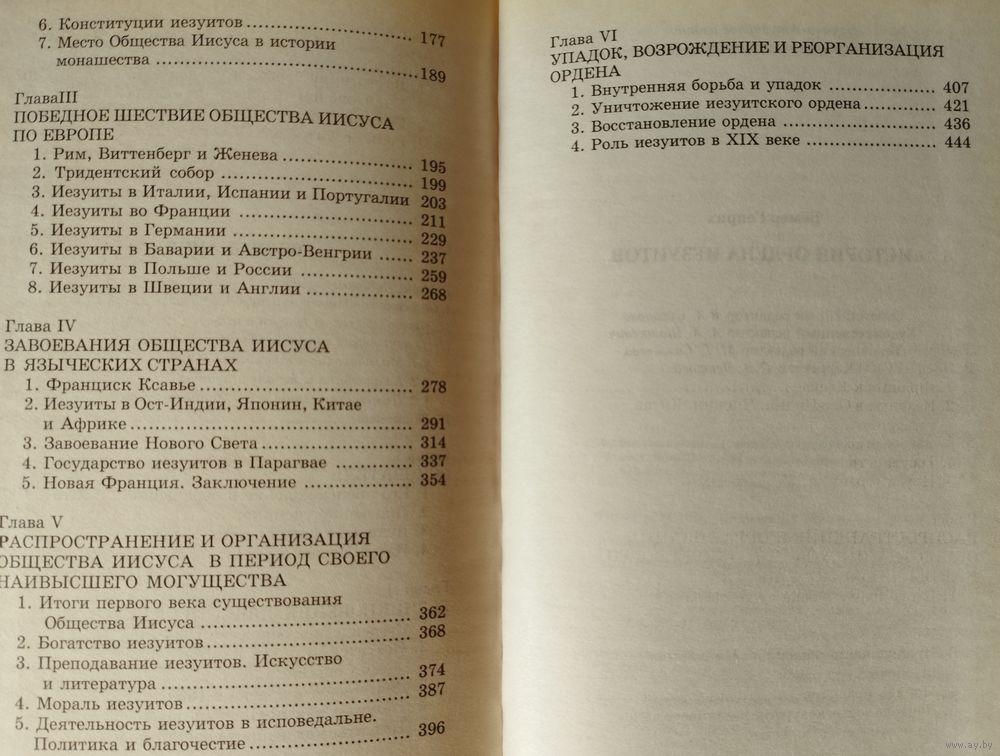 6. Конституции иезуитов ........ 177
7. Место Общества Иисуса в истории
монашества ........ 189
ГлаваIII
ПОБЕДНОЕ ШЕСТВИЕ ОБЩЕСТВА ИИСУСА
ПО ЕВРОПЕ
1. Рим, Виттенберг и Женева ........ 195
2. Тридентский собор ........ 199
3. Иезуиты в Италии, Испании и Португалии 203
4. Иезуиты во Франции ........ 211
5. Иезуиты в Германии ........ 229
6. Иезуиты в Баварии и Австро-Венгрии ...... 237
7. Иезуиты в Польше и России ........ 259
8. Иезуиты в Швеции и Англии ........ 268
Глава IV
ЗАВОЕВАНИЯ ОБЩЕСТВА ИИСУСА
В ЯЗЫЧЕСКИХ СТРАНАХ
1. Франциск Ксавье ........ 278
2. Иезуиты в Ост-Индии, Японин, Китае
и Африке ........ 291
3. Завоевание Нового Света ........ 314
4. Государство иезуитов в Парагвае ........ 337
5. Новая Франция. Заключение ........ 354
Глава V
РАСПРОСТРАНЕНИЕ И ОРГАНИЗАЦИЯ
ОБЩЕСТВА ИИСУСА В ПЕРИОД СВОЕГО
НАИВЫСШЕГО МОГУЩЕСТВА
1. Итоги первого века существования
Общества Иисуса ........ 362
2. Богатство иезуитов ........ 368
3. Преподавание иезуитов. Искусство
и литература ........ 374
4. Мораль иезуитов ........ 387
5. Деятельность иезуитов в исповедальне.
Политика и благочестие ........ 396
Глава VI
УПАДОК, ВОЗРОЖДЕНИЕ И РЕОРГАНИЗАЦИЯ
ОРДЕНА
1. Внутренняя борьба и упадок ........ 407
2. Уничтожение иезуитского ордена ........ 421
3. Восстановление ордена ........ 436
4. Роль иезуитов в XIX веке ........ 444
www.ay.by